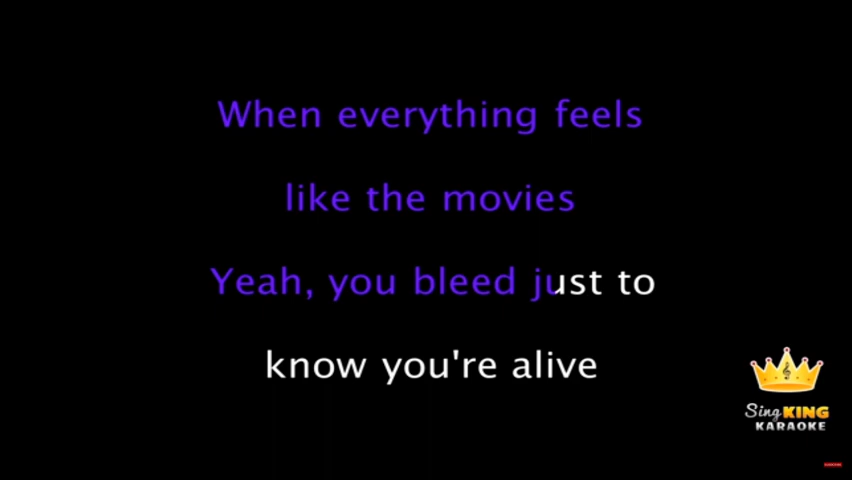 When everything feels
like the movies
Yeah, you bleed just to
know you're alive
Sing KING
KARAOKE